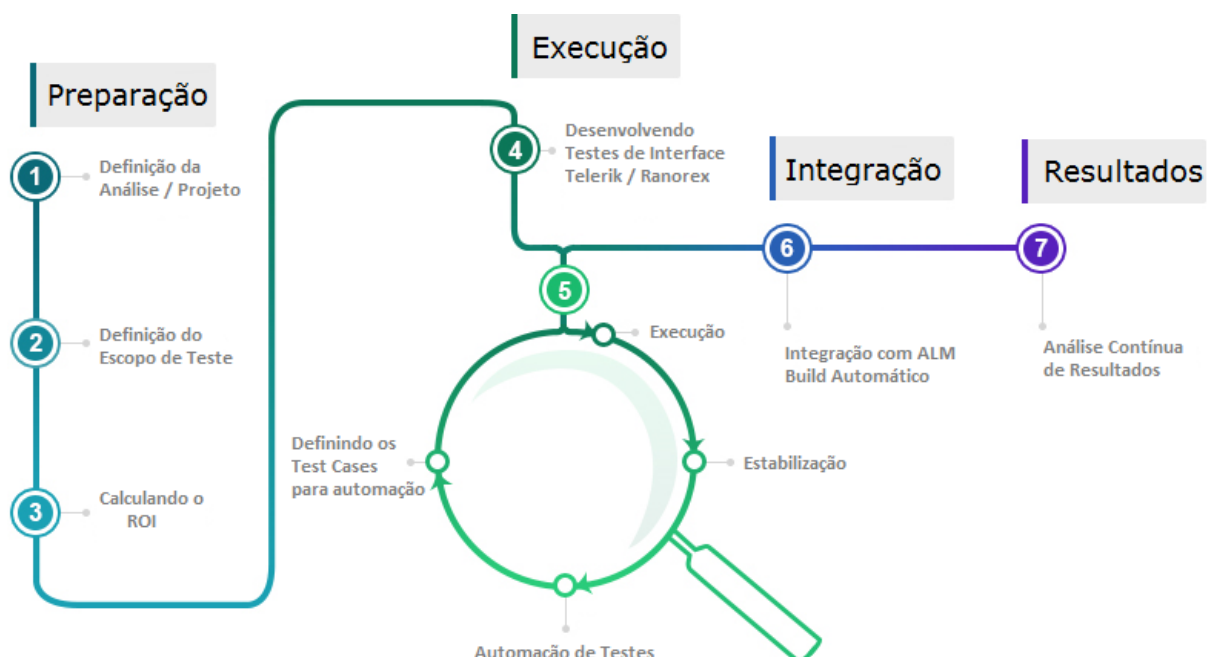 Preparação
1
Definição da
Análise / Projeto
2
Definição do
Escopo de Teste
3
Calculando o
ROI
Execução
4
Desenvolvendo
Testes de Interface
Telerik / Ranorex
5
Execução
Estabilização
Automação de Testes
Definindo os
Test Cases
para automação
Integração
6
Integração com ALM
Build Automático
Resultados
7
Análise Contínua
de Resultados